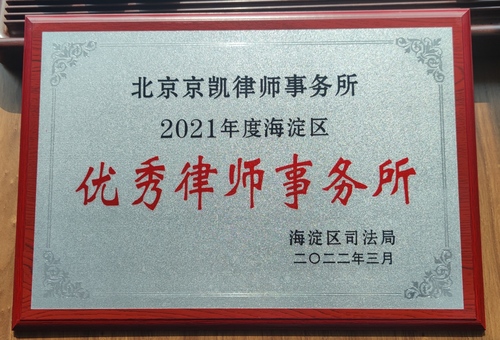 北京京凯律师事务所
2021年度海淀区
优秀律师事务所
海淀区司法局
二〇二二年三月